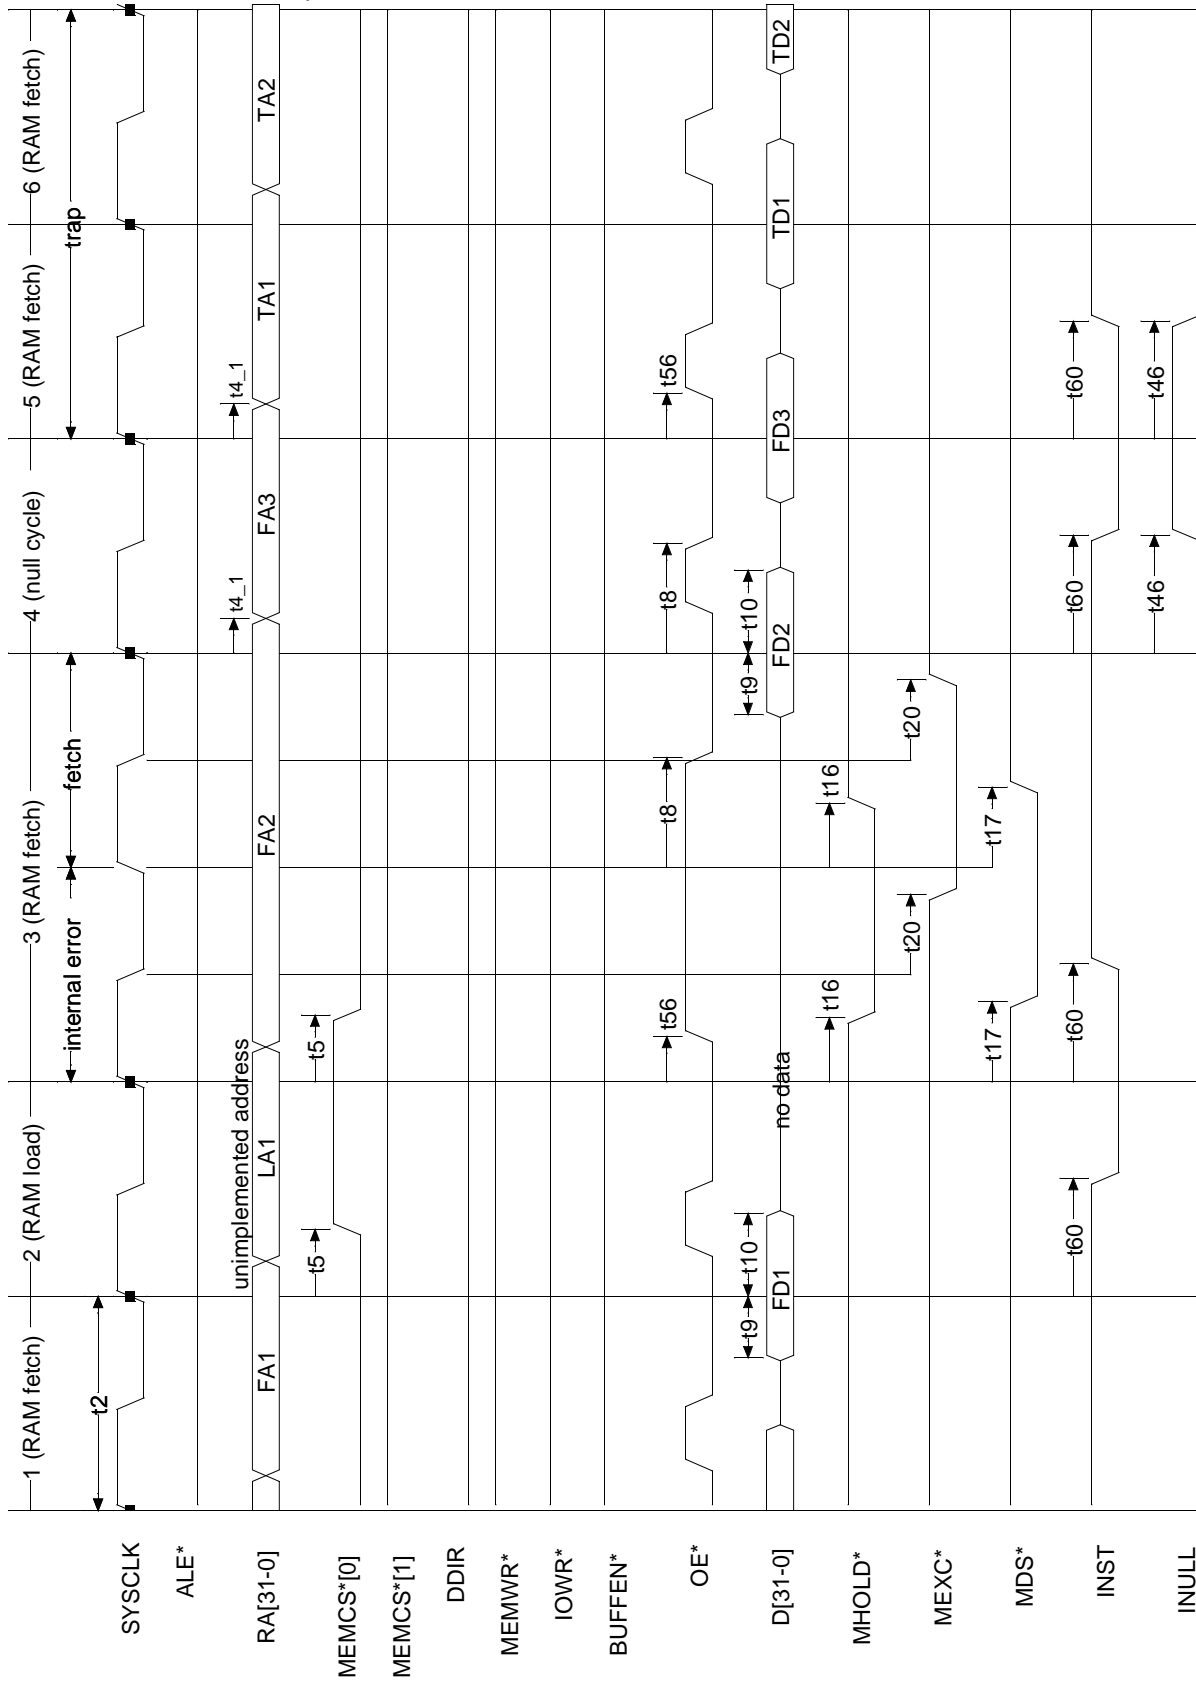 1 (RAM fetch) 2 (RAM load) 3 (RAM fetch) 4 (null cycle) 5 (RAM fetch) 6 (RAM fetch)
t2 internal error fetch trap
SYSCLK
ALE*
t4_1 t4_1
unimplemented address
RA[31-0] FA1 LA1 FA2 FA3 TA1 TA2
t5 t5
MEMCS*[0]
MEMCS*[1]
DDIR
MEMWR*
IOWR*
BUFFEN*
t56 t8 t8 t56
OE*
t9 t10 t9 t10
D[31-0] FD1 no data FD2 FD3 TD1 TD2
t16 t16
MHOLD*
t20 t20
MEXC*
t17 t17
MDS*
t60 t60 t60 t60
INST
t46 t46
INULL